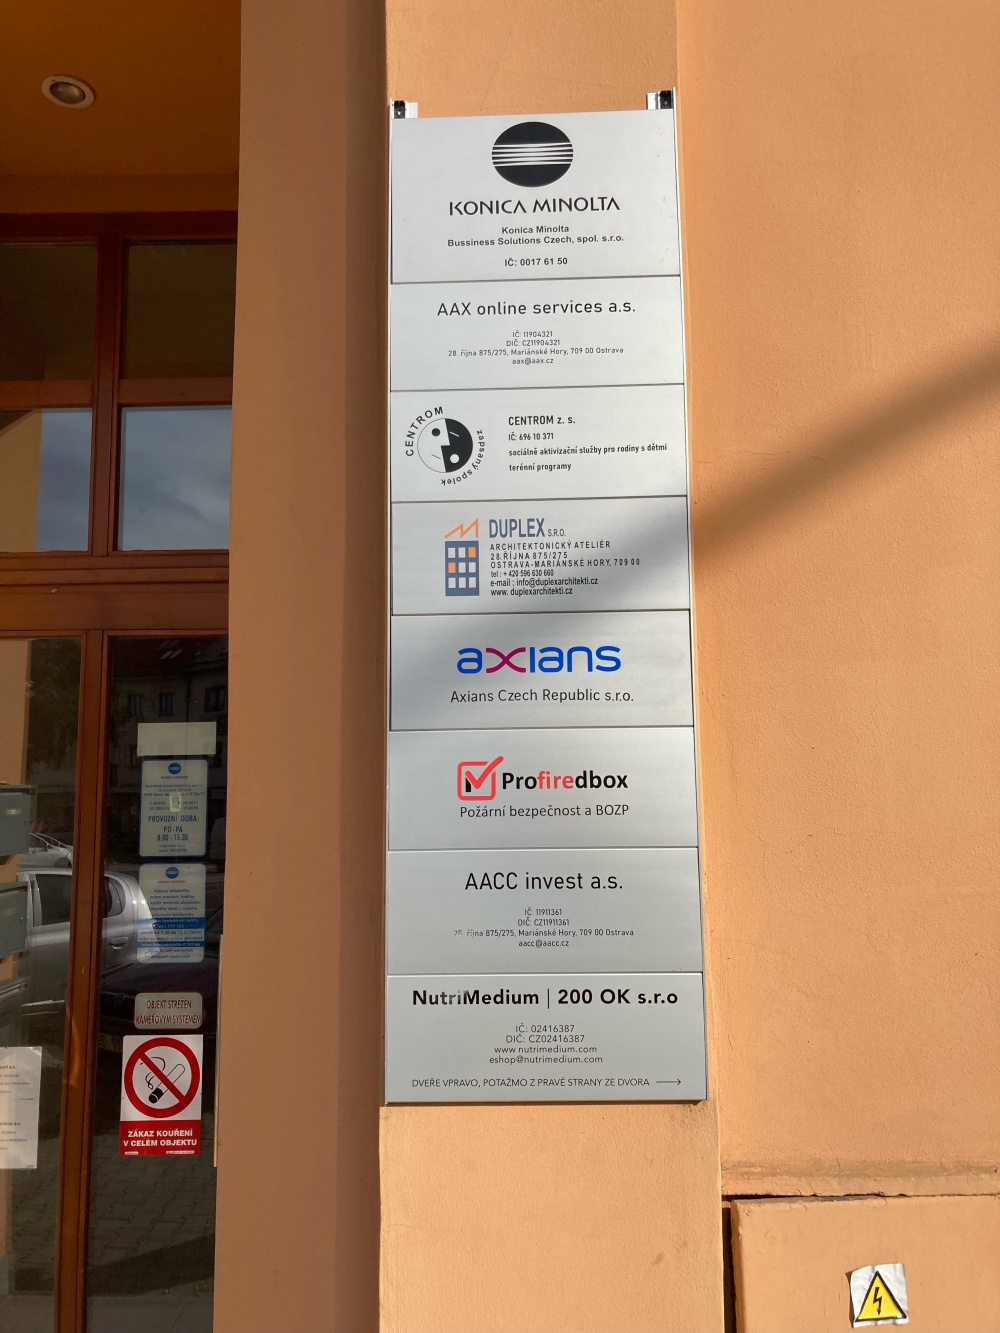 KONICA MINOLTA
Konica Minolta
Bussiness Solutions Czech, spol. s.r.o.
IČ: 0017 61 50
AAX online services a.s.
IČ: 11904321
DIČ: CZ11904321
28. října 875/275, Mariánské Hory, 709 00 Ostrava
aax@aax.cz
CENTROM
zapsaný spolek
CENTROM z. s.
IČ: 696 10 371
sociálně aktivizační služby pro rodiny s dětmi
terénní programy
DUPLEX S.R.O.
ARCHITEKTONICKÝ ATELIÉR
28. ŘÍJNA 875/275
OSTRAVA-MARIÁNSKÉ HORY, 709 00
tel : + 420 596 630 660
e-mail : info@duplexarchitekti.cz
www. duplexarchitekti.cz
axians
Axians Czech Republic s.r.o.
Profiredbox
Požární bezpečnost a BOZP
AACC invest a.s.
IČ: 11911361
DIČ: CZ11911361
28. října 875/275, Mariánské Hory, 709 00 Ostrava
aacc@aacc.cz
NutriMedium | 200 OK s.r.o
IČ: 02416387
DIČ: CZ02416387
www.nutrimedium.com
eshop@nutrimedium.com
DVEŘE VPRAVO, POTAŽMO Z PRAVÉ STRANY ZE DVORA
PROVOZNÍ DOBA
PO - PA
8:00 - 15:30
OBJEKT STŘEŽEN
KAMEROVÝM SYSTÉMEM
ZÁKAZ KOUŘENÍ
V CELÉM OBJEKTU